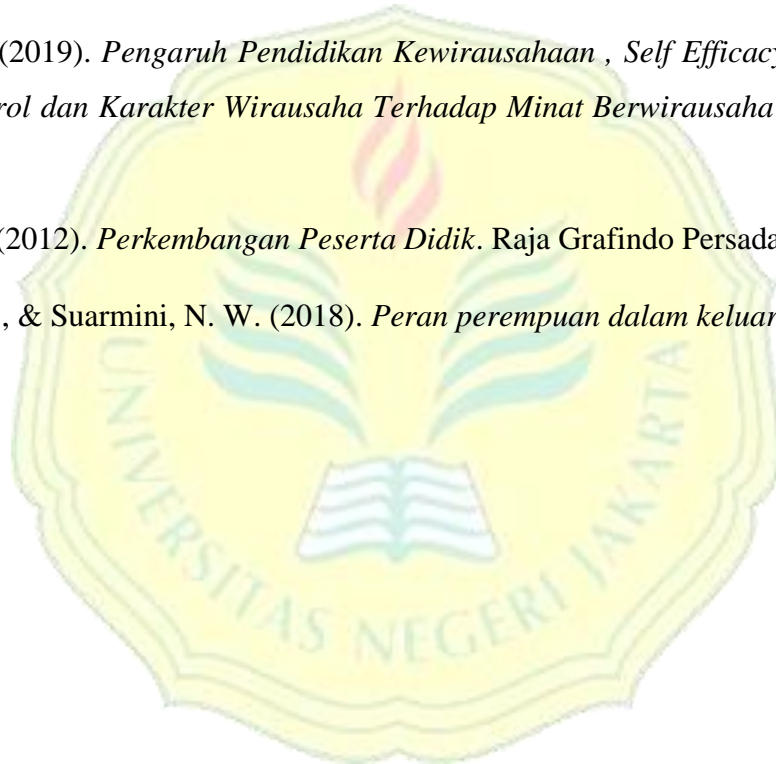 (2019). Pengaruh Pendidikan Kewirausahaan , Self Efficacy
rol dan Karakter Wirausaha Terhadap Minat Berwirausaha
(2012). Perkembangan Peserta Didik. Raja Grafindo Persada
, & Suarmini, N. W. (2018). Peran perempuan dalam keluar
UNIVERSITAS NEGERI JAKARTA